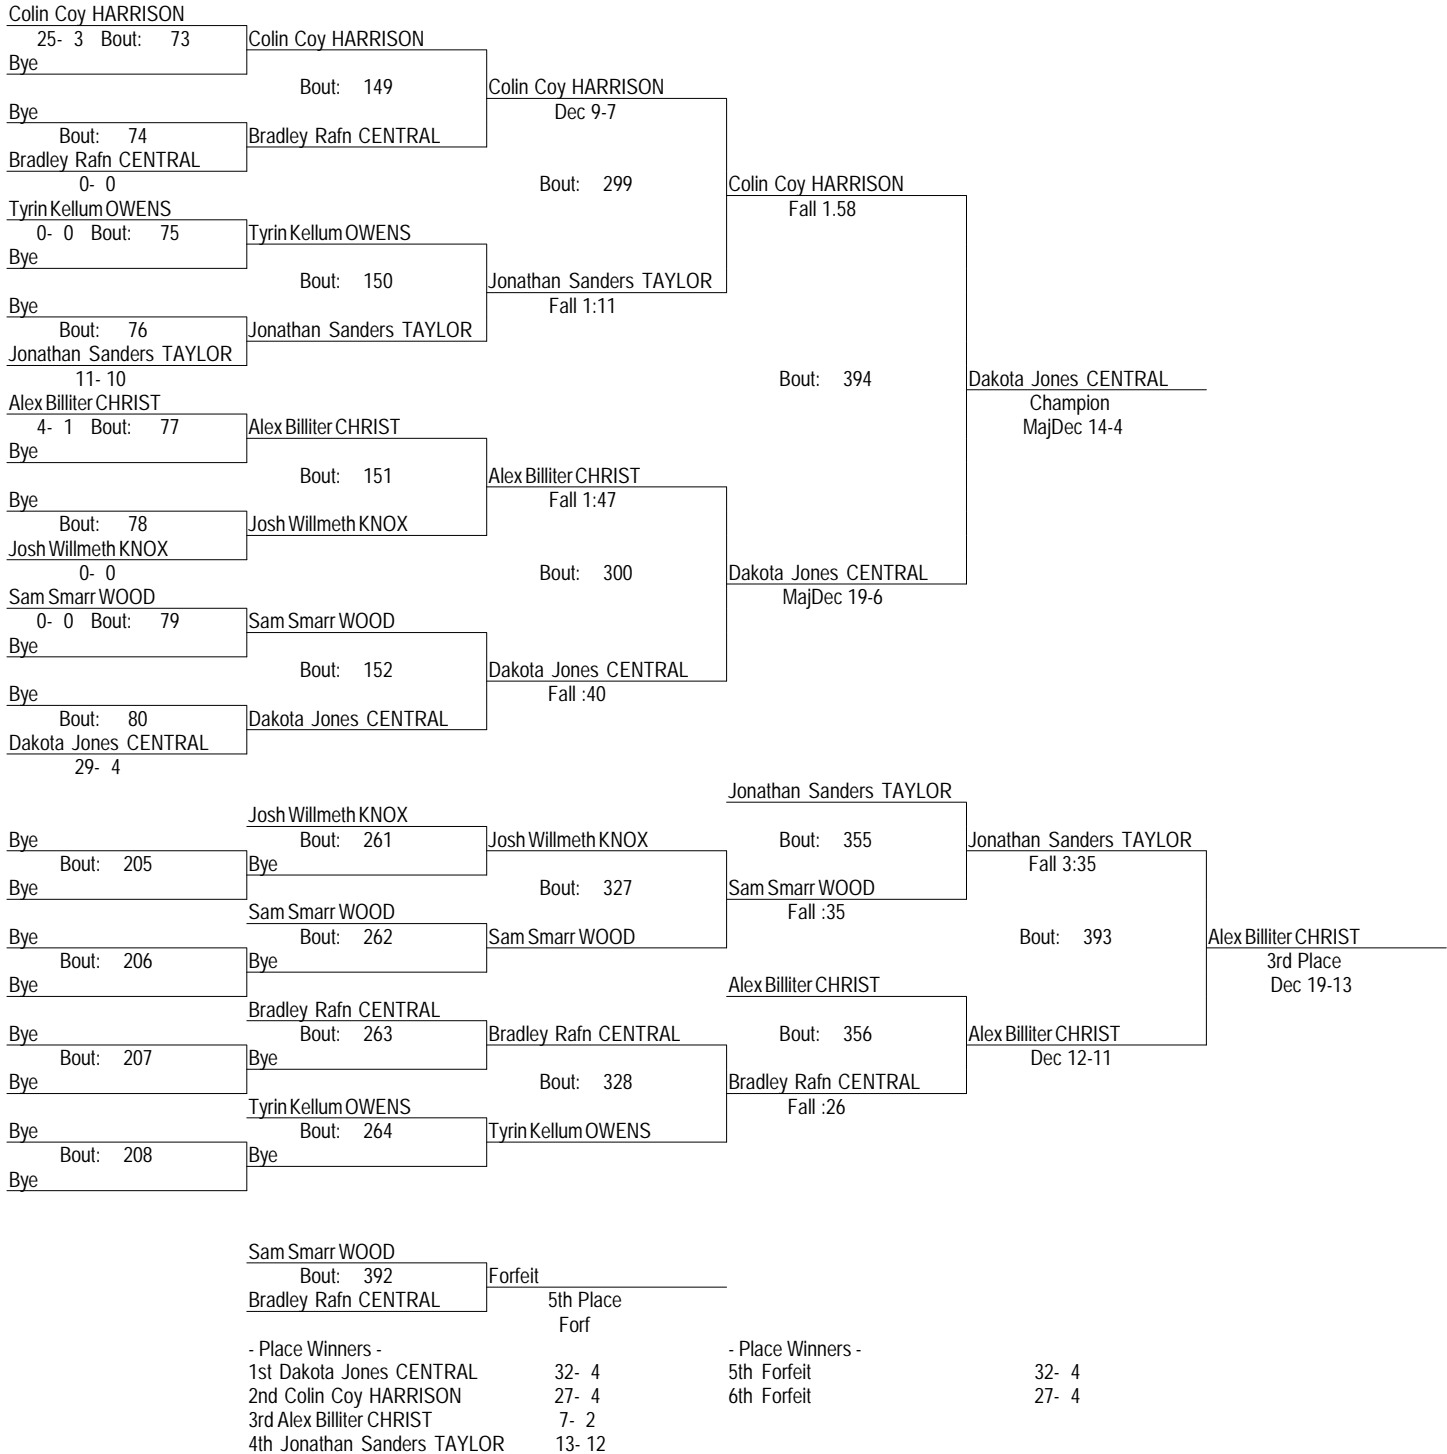 Colin Coy HARRISON
25- 3 Bout: 73 Colin Coy HARRISON
Bye
Bout: 149 Colin Coy HARRISON
Bye Dec 9-7
Bout: 74 Bradley Rafn CENTRAL
Bradley Rafn CENTRAL
0- 0 Bout: 299 Colin Coy HARRISON
Tyrin Kellum OWENS Fall 1.58
0- 0 Bout: 75 Tyrin Kellum OWENS
Bye
Bout: 150 Jonathan Sanders TAYLOR
Bye Fall 1:11
Bout: 76 Jonathan Sanders TAYLOR
Jonathan Sanders TAYLOR
11- 10 Bout: 394 Dakota Jones CENTRAL
Alex Billiter CHRIST Champion
4- 1 Bout: 77 Alex Billiter CHRIST MajDec 14-4
Bye
Bout: 151 Alex Billiter CHRIST
Bye Fall 1:47
Bout: 78 Josh Willmeth KNOX
Josh Willmeth KNOX
0- 0 Bout: 300 Dakota Jones CENTRAL
Sam Smarr WOOD MajDec 19-6
0- 0 Bout: 79 Sam Smarr WOOD
Bye
Bout: 152 Dakota Jones CENTRAL
Bye Fall :40
Bout: 80 Dakota Jones CENTRAL
Dakota Jones CENTRAL
29- 4
Jonathan Sanders TAYLOR
Josh Willmeth KNOX
Bye Bout: 261 Josh Willmeth KNOX Bout: 355 Jonathan Sanders TAYLOR
Bout: 205 Bye Fall 3:35
Bye Bout: 327 Sam Smarr WOOD
Sam Smarr WOOD Fall :35
Bye Bout: 262 Sam Smarr WOOD Bout: 393 Alex Billiter CHRIST
Bout: 206 Bye 3rd Place
Bye Alex Billiter CHRIST Dec 19-13
Bradley Rafn CENTRAL
Bye Bout: 263 Bradley Rafn CENTRAL Bout: 356 Alex Billiter CHRIST
Bout: 207 Bye Dec 12-11
Bye Bout: 328 Bradley Rafn CENTRAL
Tyrin Kellum OWENS Fall :26
Bye Bout: 264 Tyrin Kellum OWENS
Bout: 208 Bye
Bye
Sam Smarr WOOD
Bout: 392 Forfeit
Bradley Rafn CENTRAL 5th Place
Forf
- Place Winners - - Place Winners -
1st Dakota Jones CENTRAL 32- 4 5th Forfeit 32- 4
2nd Colin Coy HARRISON 27- 4 6th Forfeit 27- 4
3rd Alex Billiter CHRIST 7- 2
4th Jonathan Sanders TAYLOR 13- 12